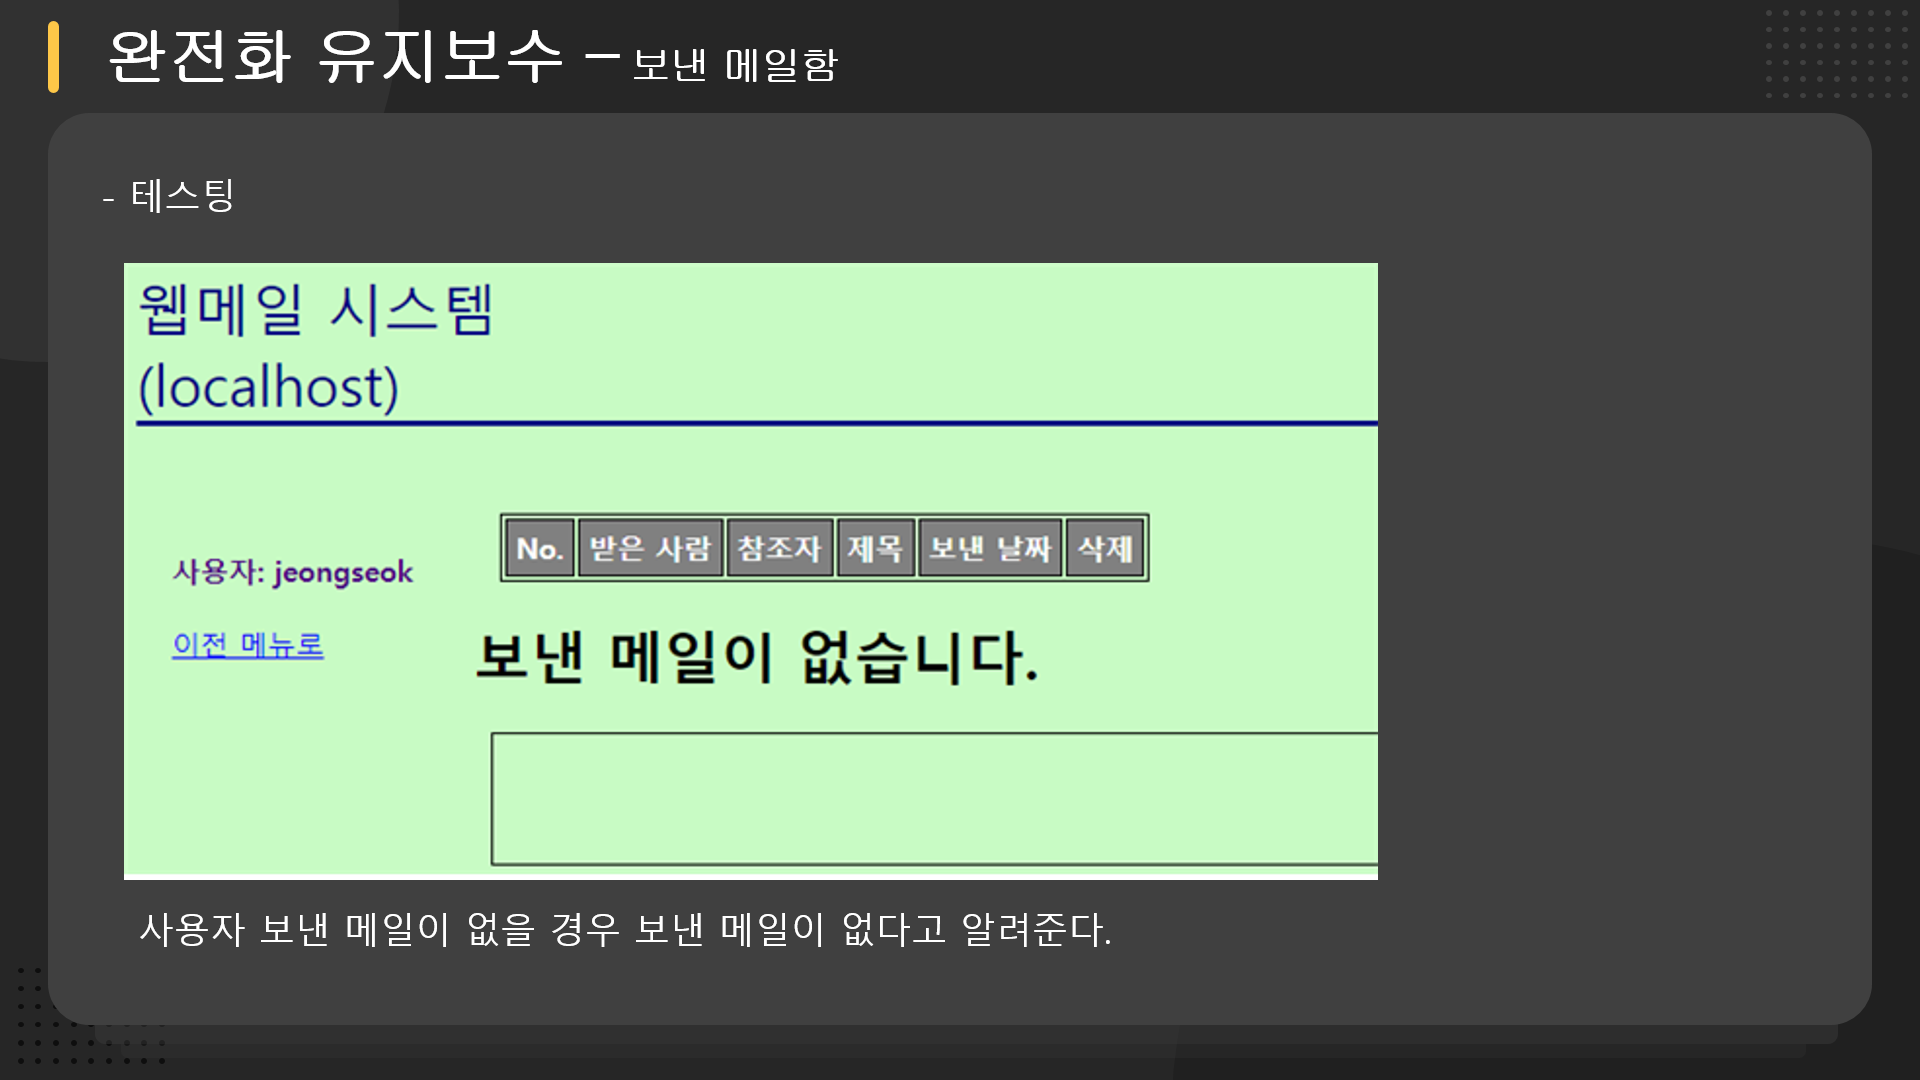 완전화 유지보수 – 보낸 메일함
- 테스팅
웹메일 시스템
(localhost)
No. 받은 사람 참조자 제목 보낸 날짜 삭제
사용자: jeongseok
이전 메뉴로
보낸 메일이 없습니다.
사용자 보낸 메일이 없을 경우 보낸 메일이 없다고 알려준다.